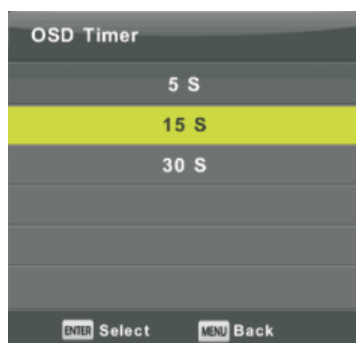 OSD Timer
5 S
15 S
30 S
ENTER Select MENU Back